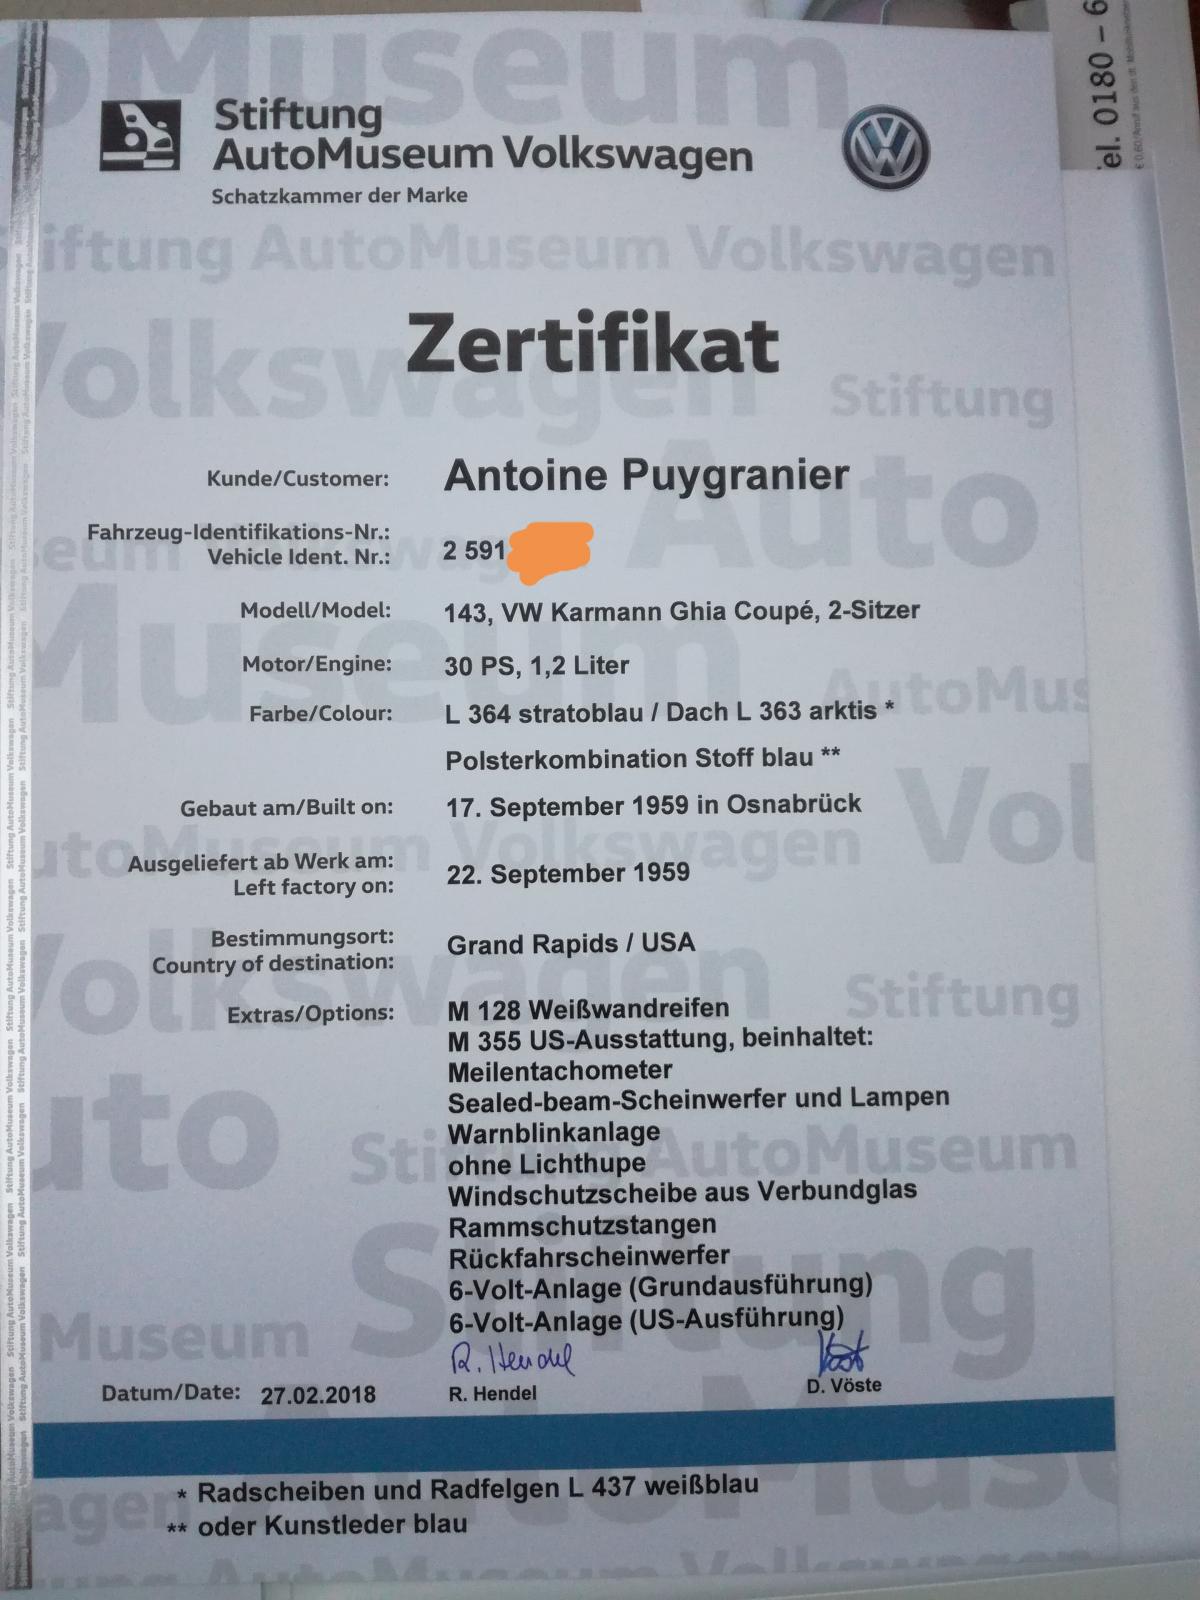 Stiftung
AutoMuseum Volkswagen
Schatzkammer der Marke
Zertifikat
Kunde/Customer: Antoine Puygranier
Fahrzeug-Identifikations-Nr.:
Vehicle Ident. Nr.: 2 591
Modell/Model: 143, VW Karmann Ghia Coupé, 2-Sitzer
Motor/Engine: 30 PS, 1,2 Liter
Farbe/Colour: L 364 stratoblau / Dach L 363 arktis *
Polsterkombination Stoff blau **
Gebaut am/Built on: 17. September 1959 in Osnabrück
Ausgeliefert ab Werk am:
Left factory on: 22. September 1959
Bestimmungsort:
Country of destination: Grand Rapids / USA
Extras/Options: M 128 Weißwandreifen
M 355 US-Ausstattung, beinhaltet:
Meilentachometer
Sealed-beam-Scheinwerfer und Lampen
Warnblinkanlage
ohne Lichthupe
Windschutzscheibe aus Verbundglas
Rammschutzstangen
Rückfahrscheinwerfer
6-Volt-Anlage (Grundausführung)
6-Volt-Anlage (US-Ausführung)
R. Hendel
Datum/Date: 27.02.2018 R. Hendel D. Vöste
* Radscheiben und Radfelgen L 437 weißblau
** oder Kunstleder blau
el. 0180 – 6